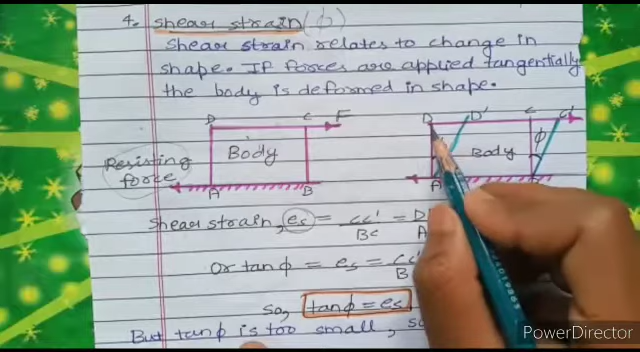 4. shear strain (ϕ)
Shear strain relates to change in
shape. If forces are applied tangentially
the body is deformed in shape.
D C F
Body
Resisting
force
A B
D D' C C'
ϕ
Body
A
shear strain, es = CC'/BC =
Or tanϕ = es =
so, tanϕ = es
But tanϕ is too small,
PowerDirector